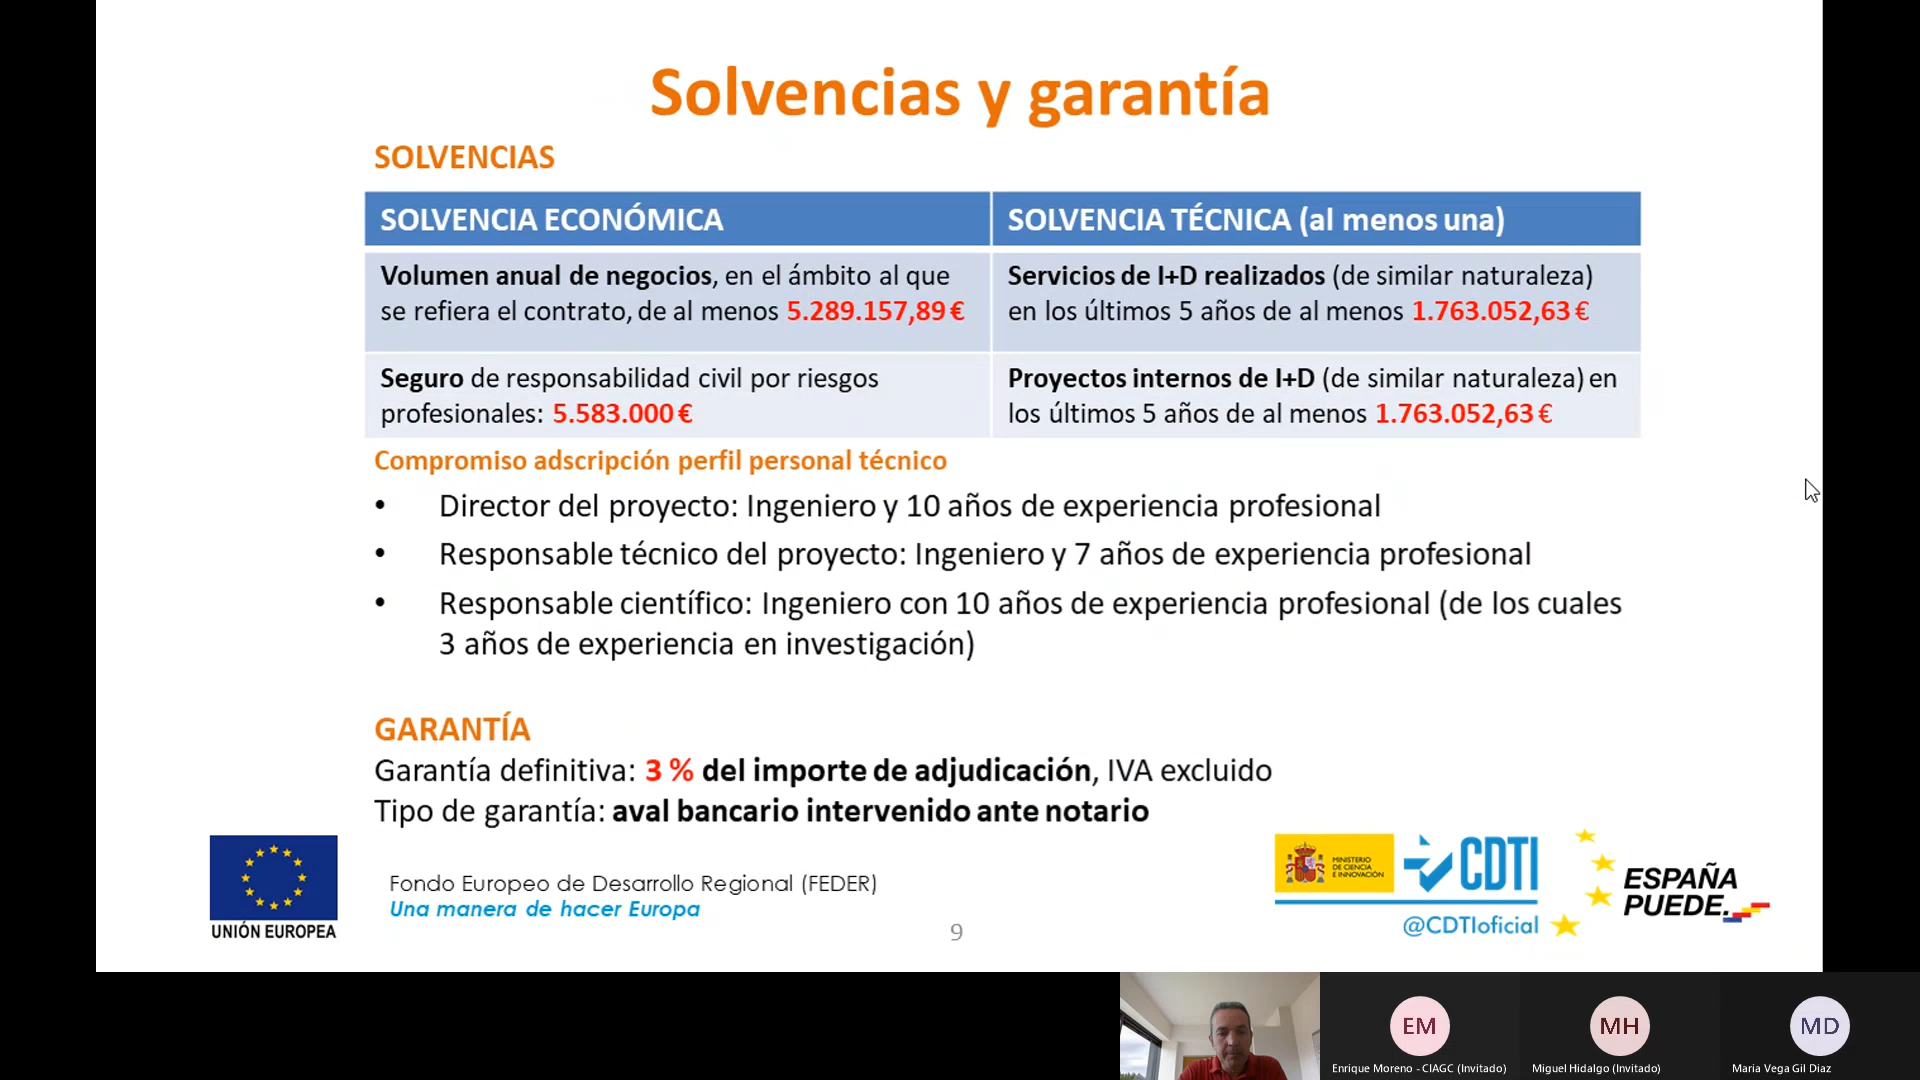 Solvencias y garantía
SOLVENCIAS
SOLVENCIA ECONÓMICA
SOLVENCIA TÉCNICA (al menos una)
Volumen anual de negocios, en el ámbito al que
se refiera el contrato, de al menos 5.289.157,89 €
Servicios de I+D realizados (de similar naturaleza)
en los últimos 5 años de al menos 1.763.052,63 €
Seguro de responsabilidad civil por riesgos
profesionales: 5.583.000 €
Proyectos internos de I+D (de similar naturaleza) en
los últimos 5 años de al menos 1.763.052,63 €
Compromiso adscripción perfil personal técnico
• Director del proyecto: Ingeniero y 10 años de experiencia profesional
• Responsable técnico del proyecto: Ingeniero y 7 años de experiencia profesional
• Responsable científico: Ingeniero con 10 años de experiencia profesional (de los cuales
3 años de experiencia en investigación)
GARANTÍA
Garantía definitiva: 3 % del importe de adjudicación, IVA excluido
Tipo de garantía: aval bancario intervenido ante notario
UNIÓN EUROPEA
Fondo Europeo de Desarrollo Regional (FEDER)
Una manera de hacer Europa
9
MINISTERIO
DE CIENCIA
E INNOVACIÓN
CDTI
@CDTIoficial
ESPAÑA
PUEDE.
EM
MH
MD
Enrique Moreno - CIAGC (Invitado)
Miguel Hidalgo (Invitado)
Maria Vega Gil Diaz